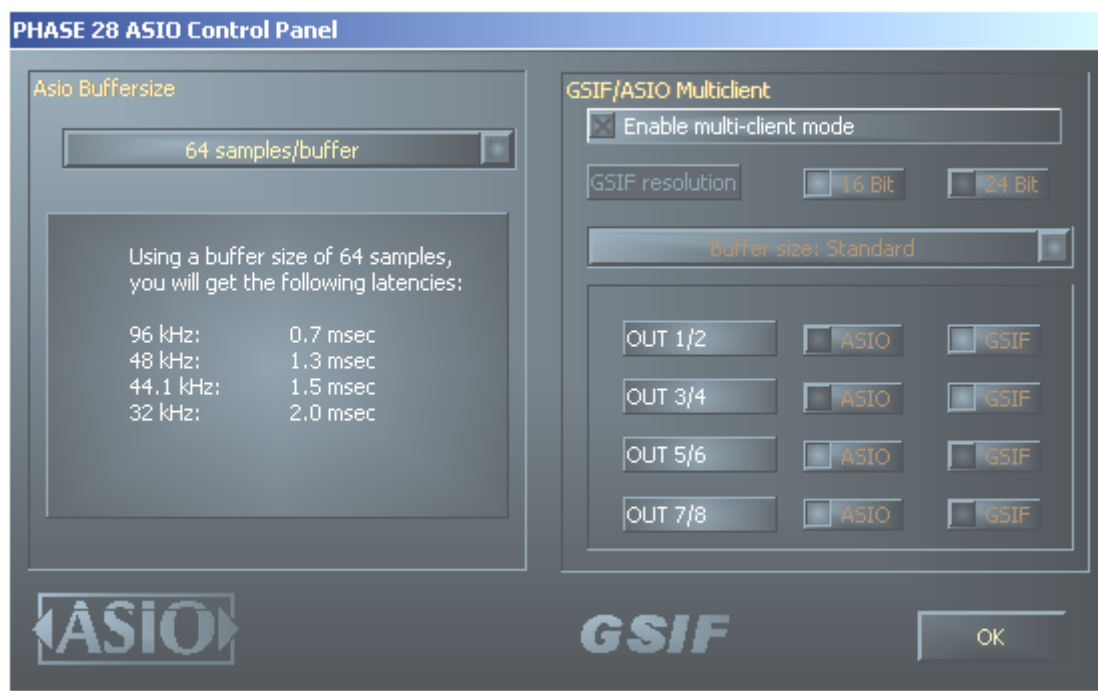 PHASE 28 ASIO Control Panel
Asio Buffersize
64 samples/buffer
Using a buffer size of 64 samples,
you will get the following latencies:
96 kHz: 0.7 msec
48 kHz: 1.3 msec
44.1 kHz: 1.5 msec
32 kHz: 2.0 msec
GSIF/ASIO Multiclient
Enable multi-client mode
GSIF resolution 16 Bit 24 Bit
Buffer size: Standard
OUT 1/2 ASIO GSIF
OUT 3/4 ASIO GSIF
OUT 5/6 ASIO GSIF
OUT 7/8 ASIO GSIF
ASiO GSIF OK